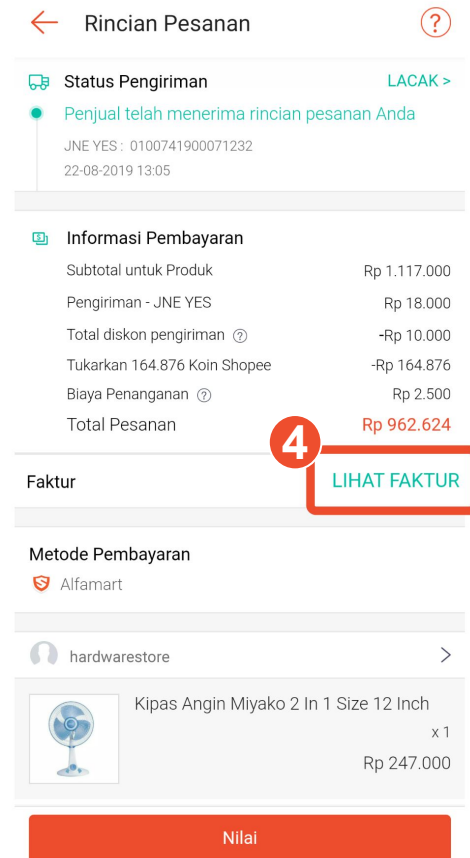 Rincian Pesanan
?
Status Pengiriman LACAK >
Penjual telah menerima rincian pesanan Anda
JNE YES : 0100741900071232
22-08-2019 13:05
Informasi Pembayaran
Subtotal untuk Produk Rp 1.117.000
Pengiriman - JNE YES Rp 18.000
Total diskon pengiriman ? -Rp 10.000
Tukarkan 164.876 Koin Shopee -Rp 164.876
Biaya Penanganan ? Rp 2.500
Total Pesanan Rp 962.624
4
Faktur LIHAT FAKTUR
Metode Pembayaran
Alfamart
hardwarestore >
Kipas Angin Miyako 2 In 1 Size 12 Inch
x 1
Rp 247.000
Nilai